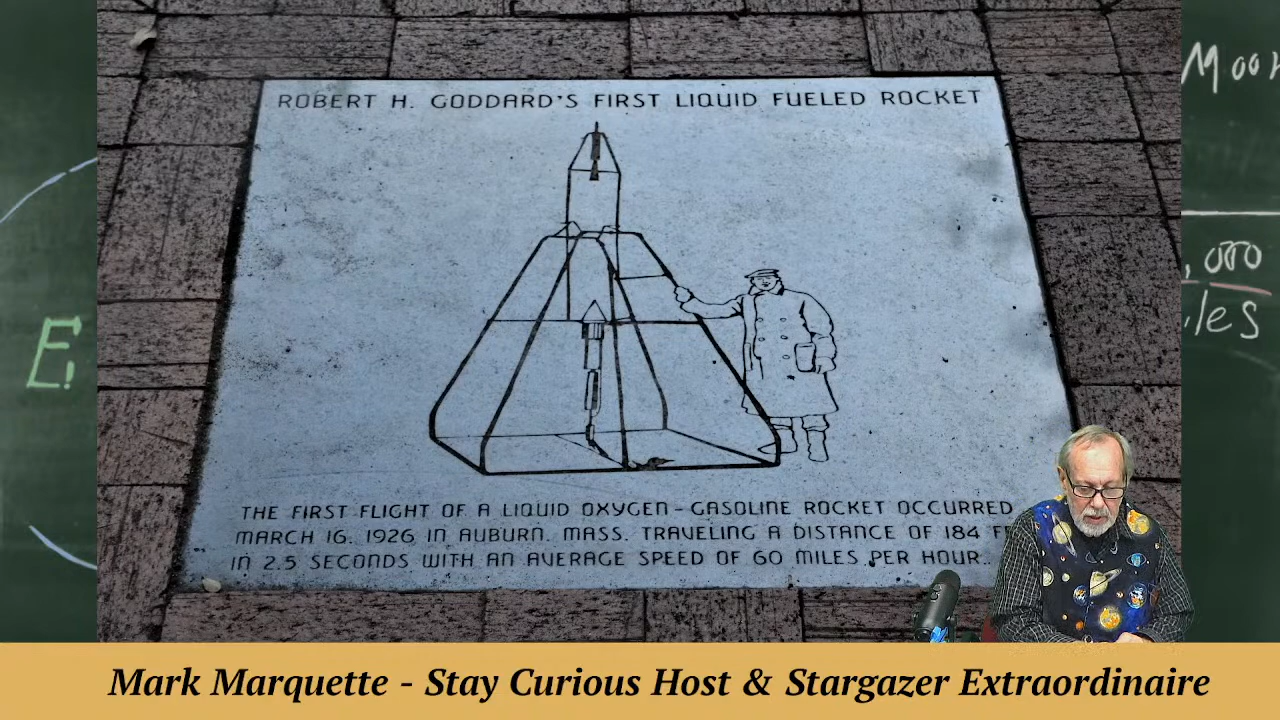 ROBERT H. GODDARD'S FIRST LIQUID FUELED ROCKET
THE FIRST FLIGHT OF A LIQUID OXYGEN-GASOLINE ROCKET OCCURRED
MARCH 16, 1926 IN AUBURN, MASS. TRAVELING A DISTANCE OF 184
IN 2.5 SECONDS WITH AN AVERAGE SPEED OF 60 MILES PER HOUR.
,000
Mark Marquette - Stay Curious Host & Stargazer Extraordinaire